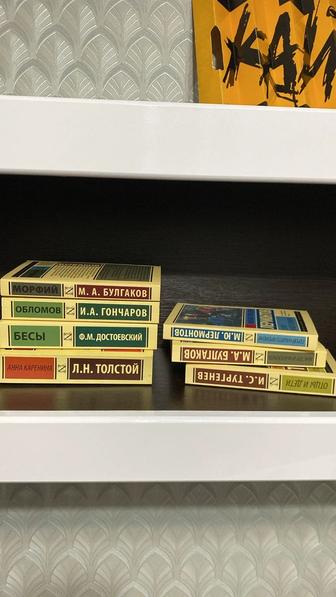 МОРФИЙ М. А. БУЛГАКОВ
ОБЛОМОВ И.А. ГОНЧАРОВ
БЕСЫ Ф.М. ДОСТОЕВСКИЙ
АННА КАРЕНИНА Л.Н. ТОЛСТОЙ
М.Ю. ЛЕРМОНТОВ
М.А. БУЛГАКОВ
И.С. ТУРГЕНЕВ ОТЦЫ И ДЕТИ